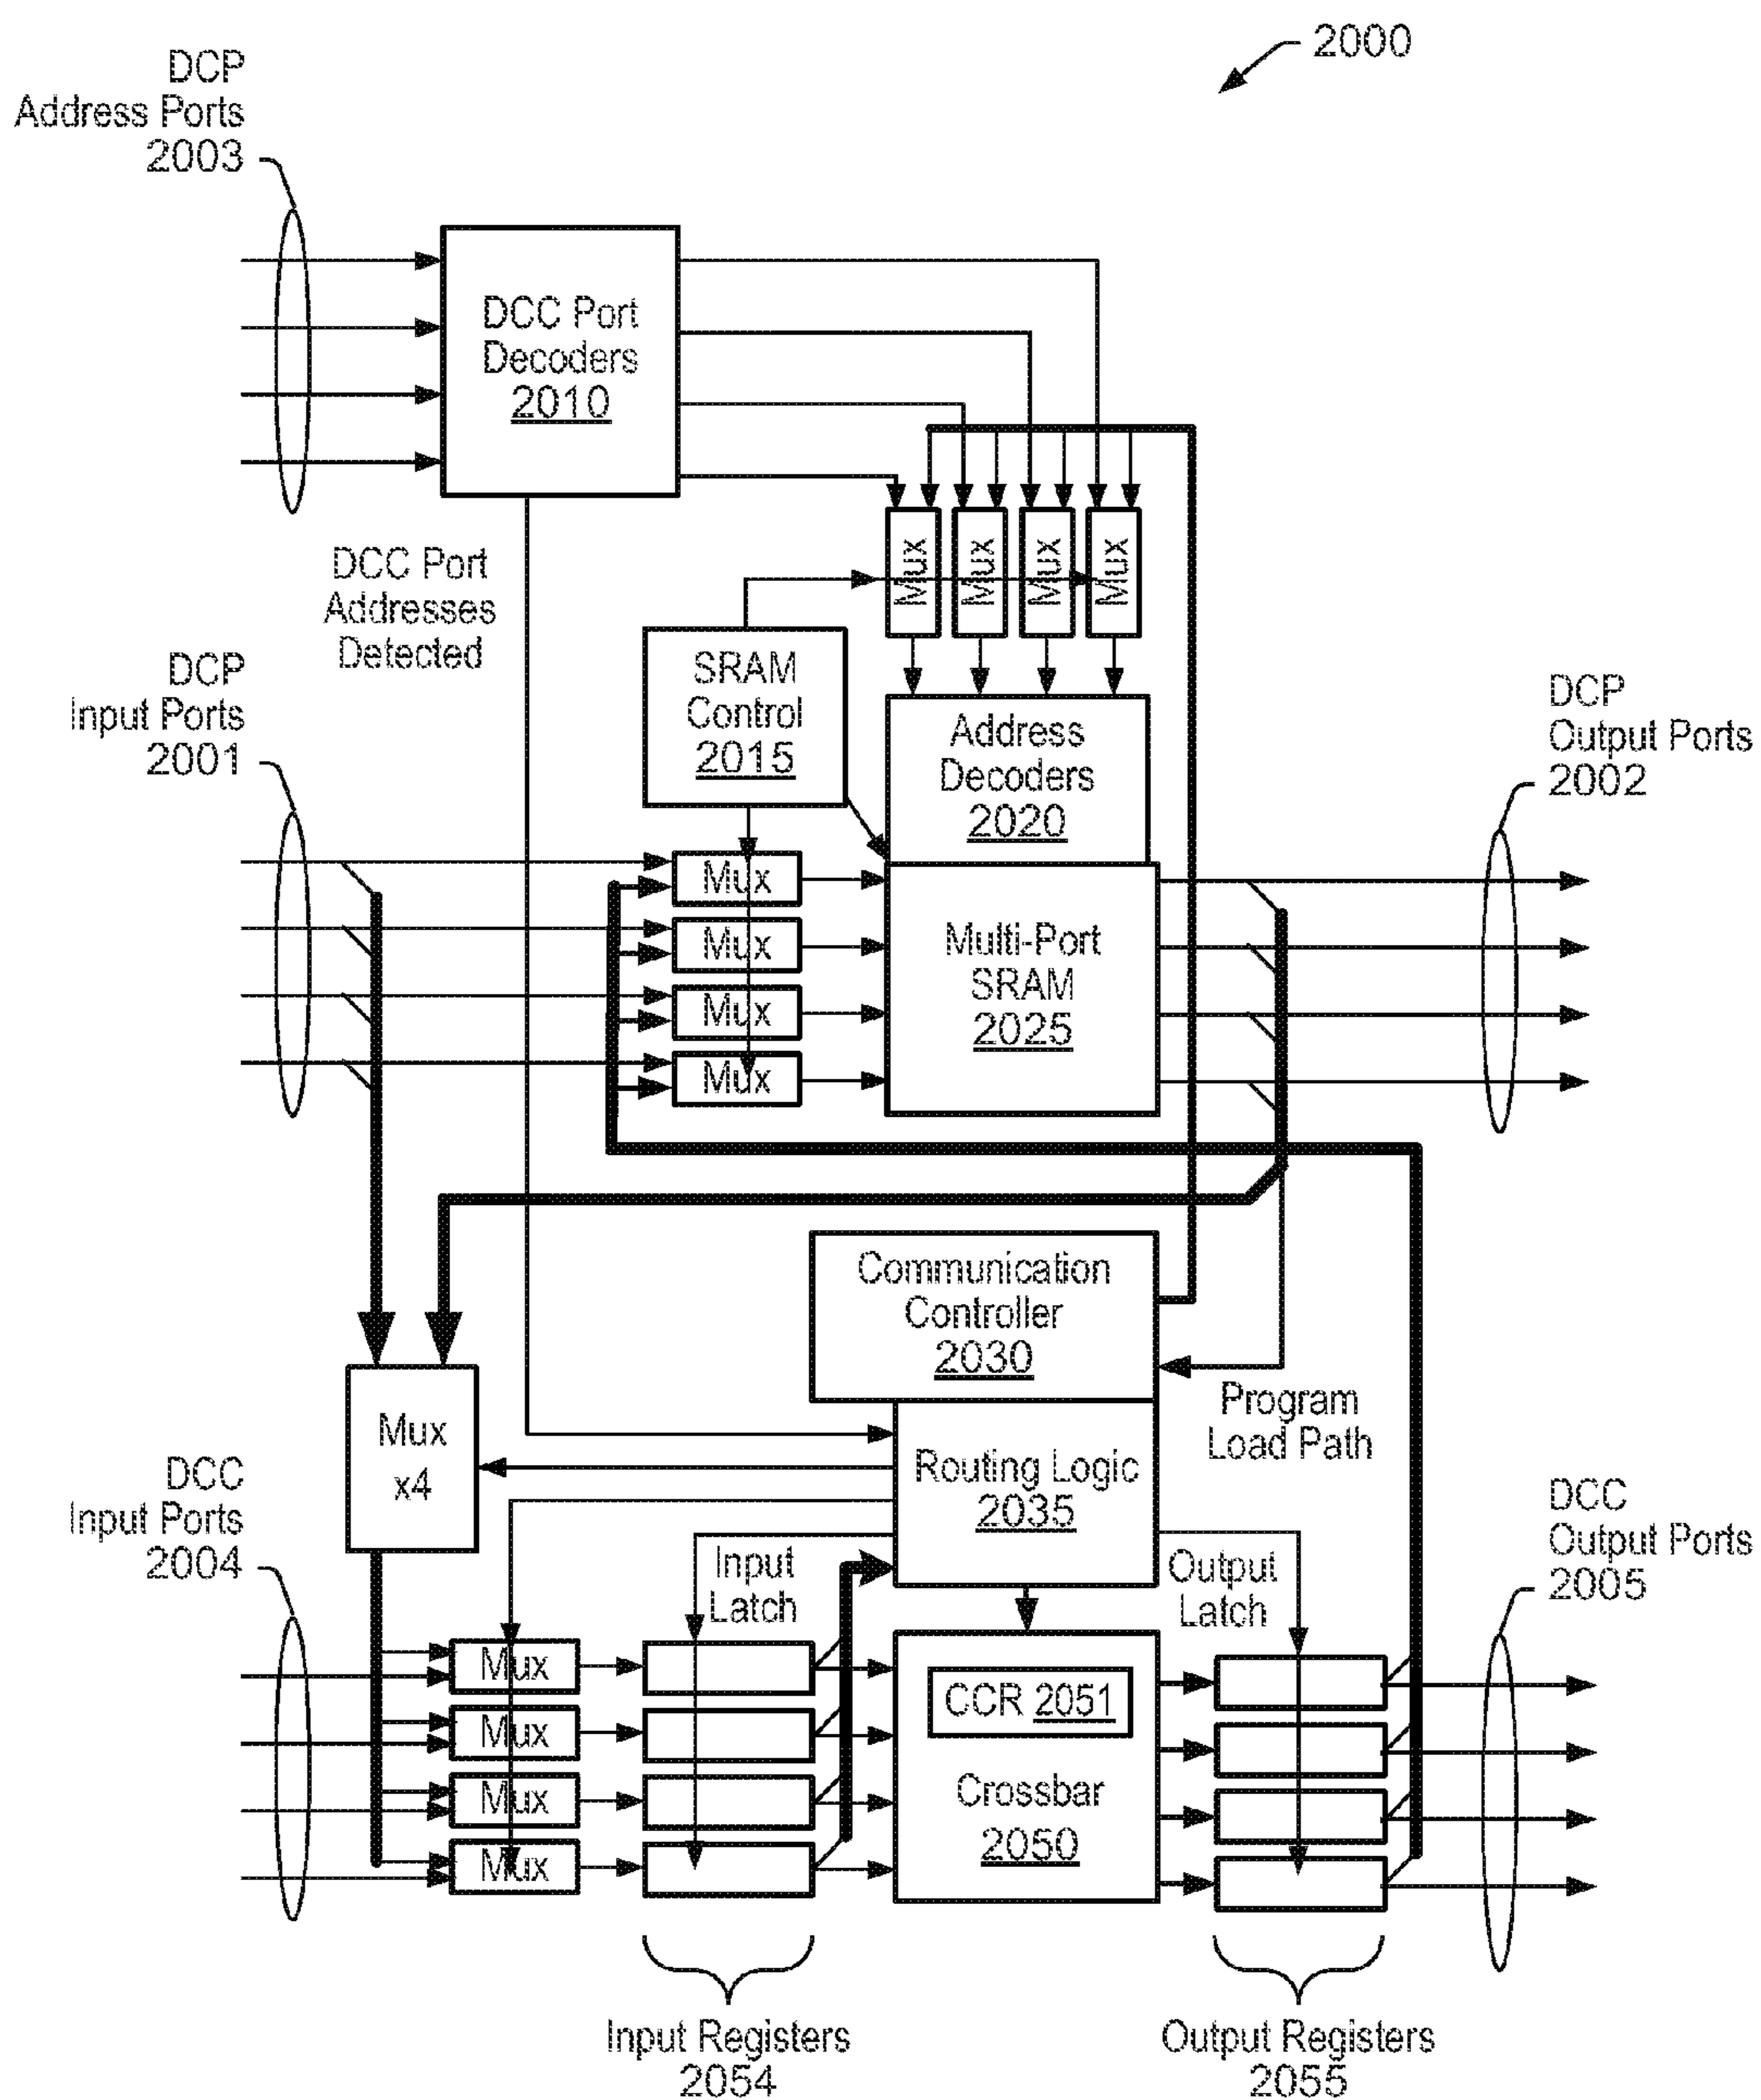 2000
DCP
Address Ports
2003
DCC Port
Decoders
2010
DCC Port
Addresses
Detected
Mux
Mux
Mux
Mux
DCP
Input Ports
2001
SRAM
Control
2015
Address
Decoders
2020
DCP
Output Ports
2002
Mux
Mux
Mux
Mux
Multi-Port
SRAM
2025
Communication
Controller
2030
Program
Load Path
Mux
x4
Routing Logic
2035
DCC
Input Ports
2004
Input
Latch
Output
Latch
DCC
Output Ports
2005
Mux
Mux
Mux
Mux
CCR 2051
Crossbar
2050
Input Registers
2054
Output Registers
2055